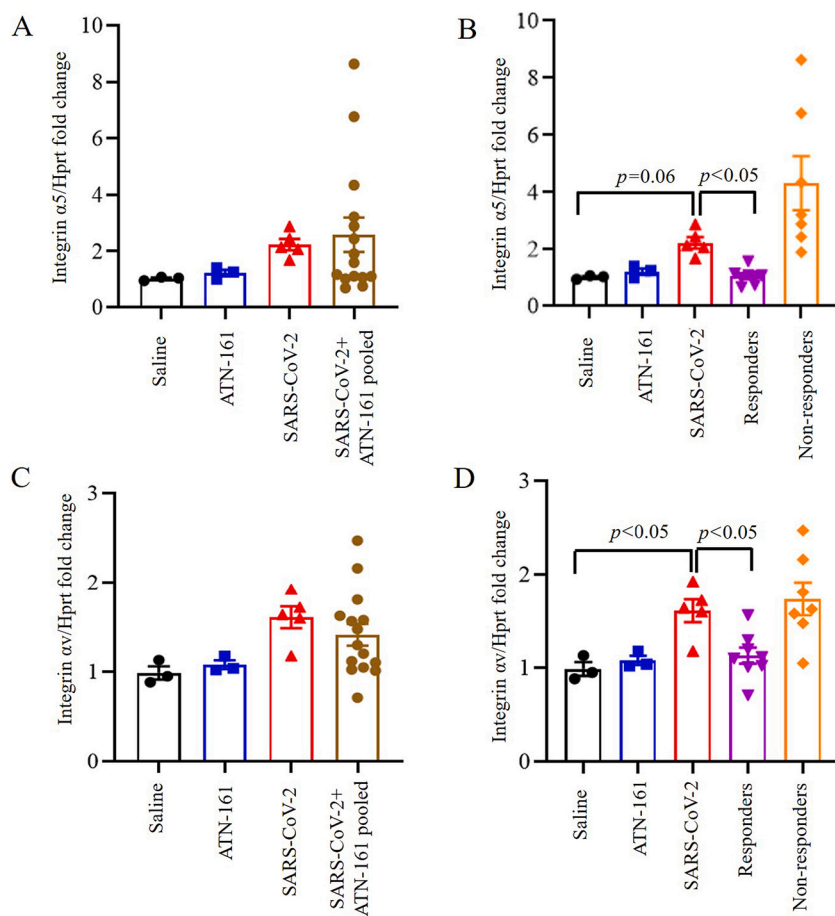 A
Integrin α5/Hprt fold change
10
8
6
4
2
0
Saline
ATN-161
SARS-CoV-2
SARS-CoV-2+
ATN-161 pooled
B
Integrin α5/Hprt fold change
10
8
6
4
2
0
p=0.06
p<0.05
Saline
ATN-161
SARS-CoV-2
Responders
Non-responders
C
Integrin αv/Hprt fold change
3
2
1
0
Saline
ATN-161
SARS-CoV-2
SARS-CoV-2+
ATN-161 pooled
D
Integrin αv/Hprt fold change
3
2
1
0
p<0.05
p<0.05
Saline
ATN-161
SARS-CoV-2
Responders
Non-responders